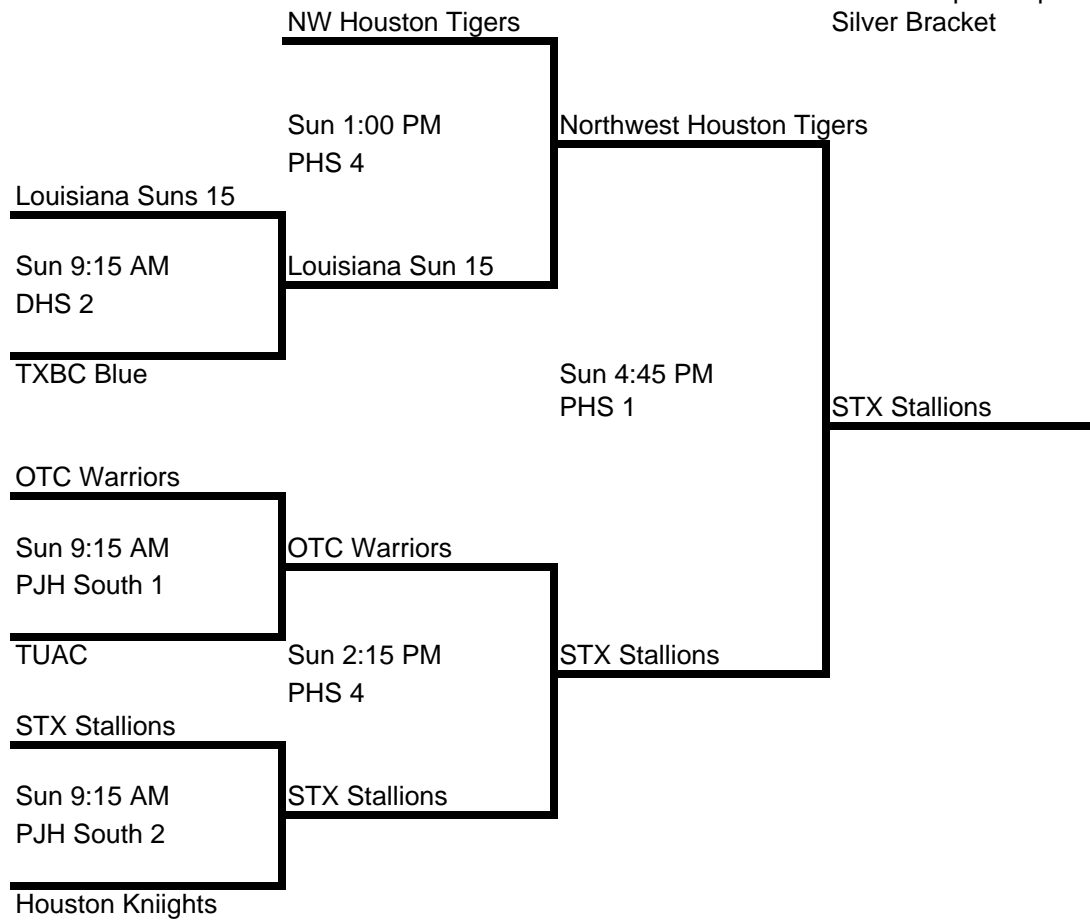 NW Houston Tigers
Silver Bracket
Sun 1:00 PM
PHS 4
Northwest Houston Tigers
Louisiana Suns 15
Sun 9:15 AM
DHS 2
Louisiana Sun 15
TXBC Blue
Sun 4:45 PM
PHS 1
STX Stallions
OTC Warriors
Sun 9:15 AM
PJH South 1
OTC Warriors
TUAC
Sun 2:15 PM
PHS 4
STX Stallions
STX Stallions
Sun 9:15 AM
PJH South 2
STX Stallions
Houston Kniights